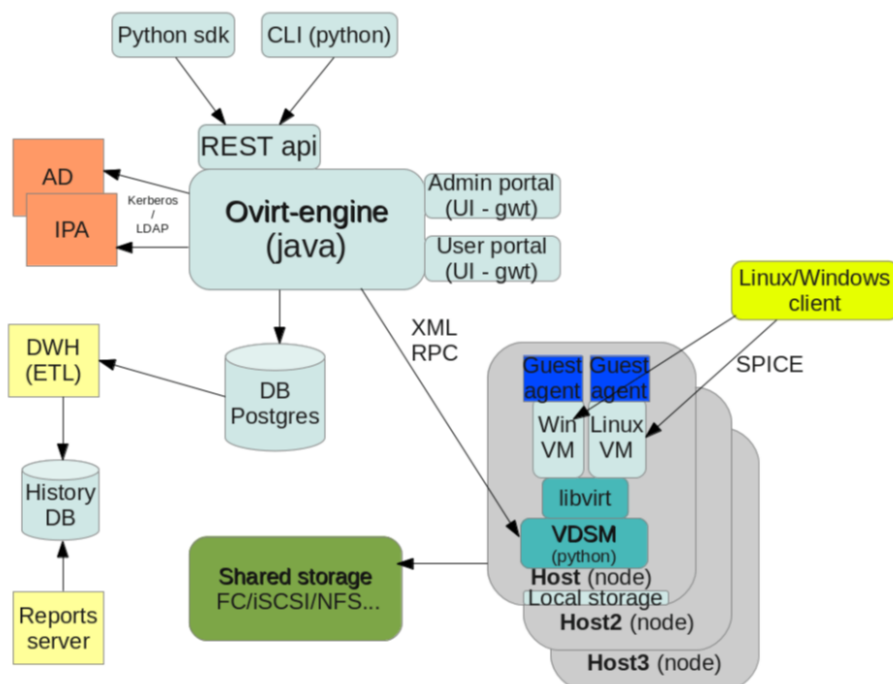 Python sdk
CLI (python)
REST api
AD
IPA
Kerberos
/
LDAP
Ovirt-engine
(java)
Admin portal
(UI - gwt)
User portal
(UI - gwt)
Linux/Windows
client
XML
RPC
SPICE
DWH
(ETL)
DB
Postgres
Guest
agent
Guest
agent
Win
VM
Linux
VM
libvirt
History
DB
VDSM
(python)
Shared storage
FC/iSCSI/NFS...
Host (node)
Local storage
Host2 (node)
Host3 (node)
Reports
server